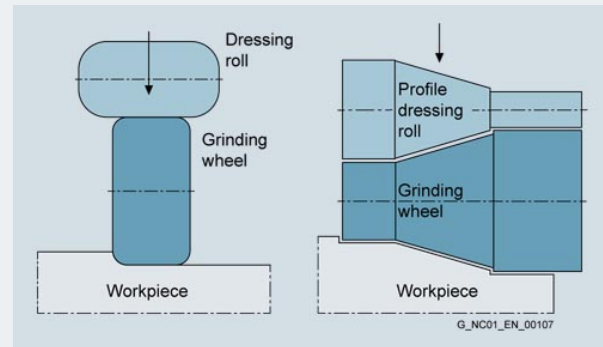 Dressing
roll
Grinding
wheel
Workpiece
Profile
dressing
roll
Grinding
wheel
Workpiece
G_NC01_EN_00107